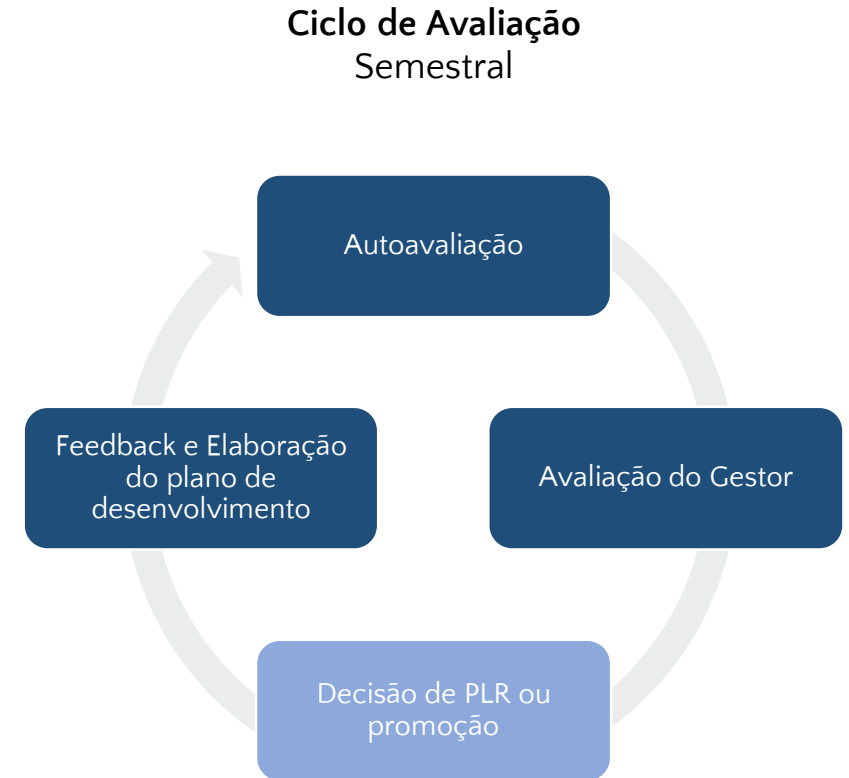 Ciclo de Avaliação
Semestral
Autoavaliação
Feedback e Elaboração
do plano de
desenvolvimento
Avaliação do Gestor
Decisão de PLR ou
promoção